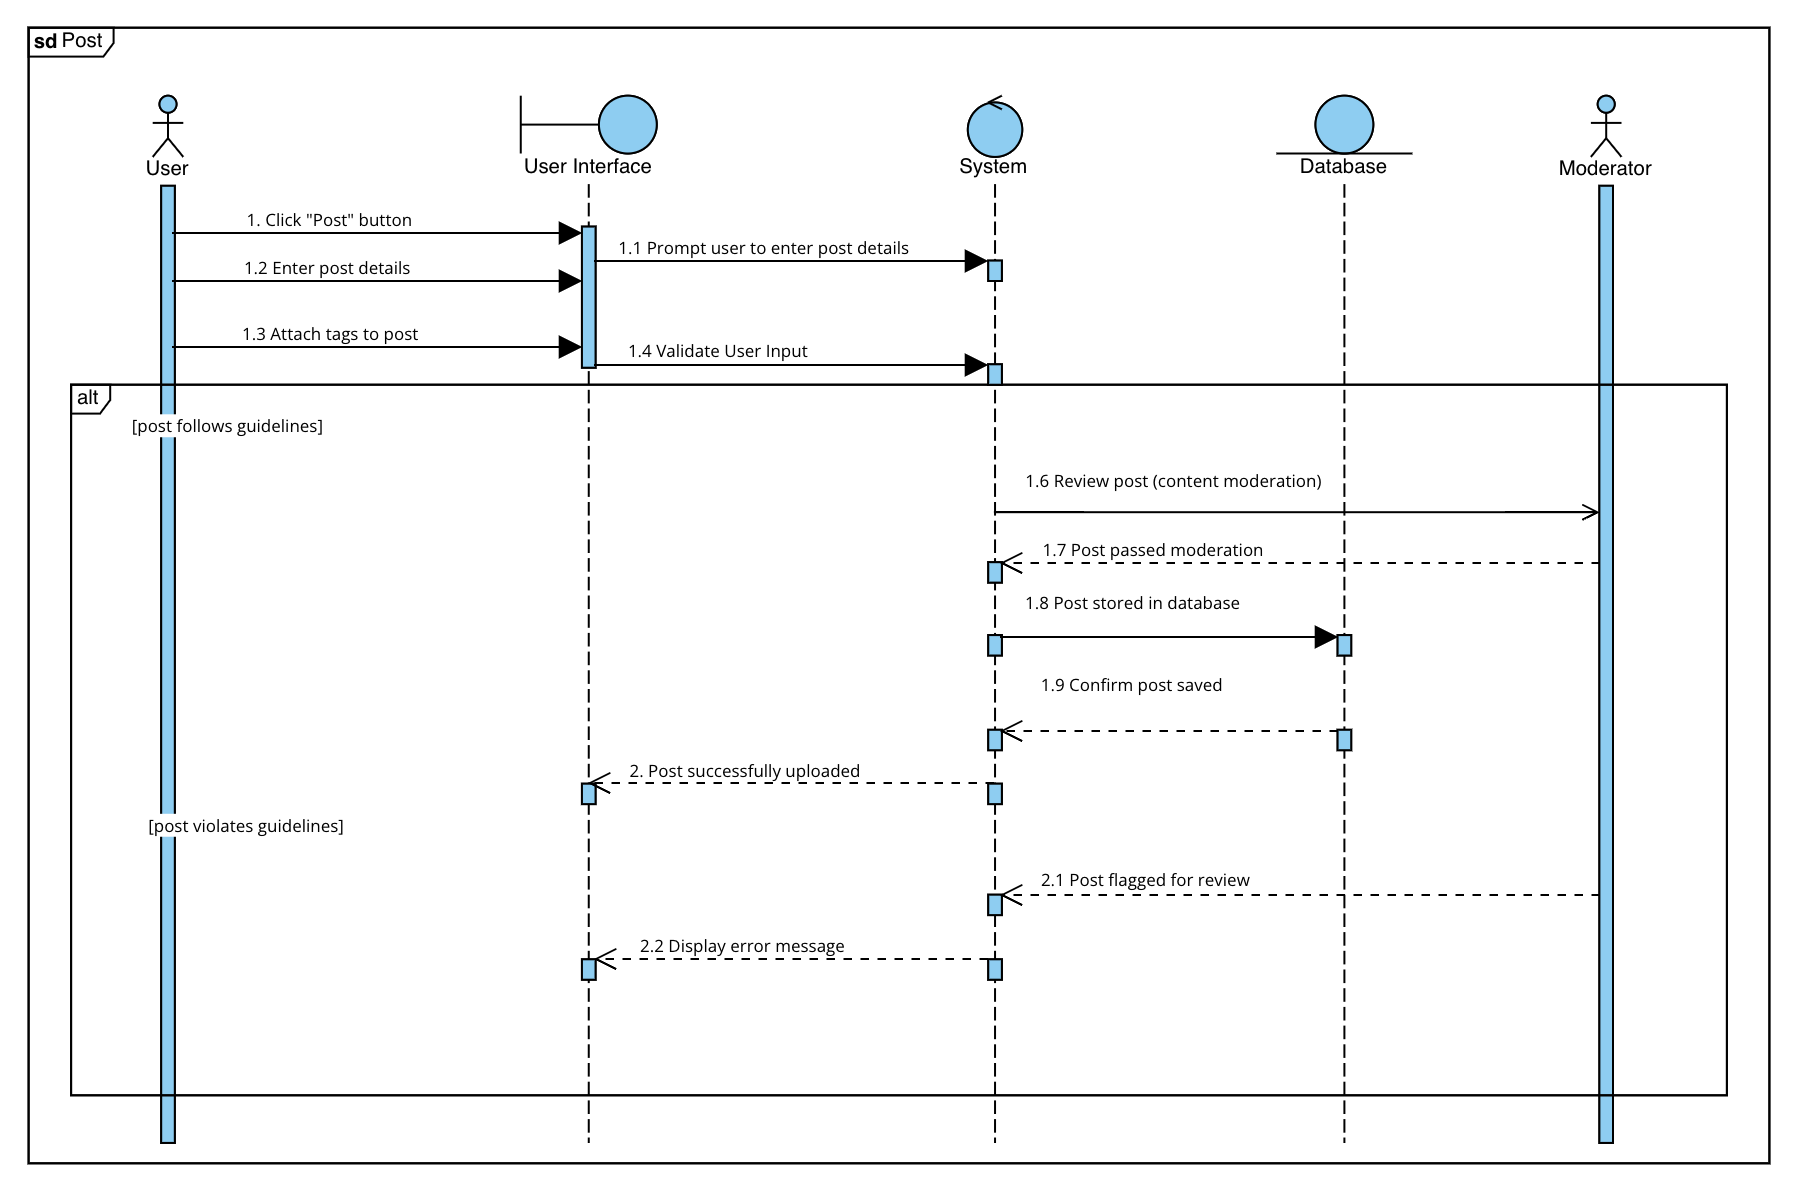 sd Post
User
User Interface
System
Database
Moderator
1. Click "Post" button
1.1 Prompt user to enter post details
1.2 Enter post details
1.3 Attach tags to post
1.4 Validate User Input
alt
[post follows guidelines]
1.6 Review post (content moderation)
1.7 Post passed moderation
1.8 Post stored in database
1.9 Confirm post saved
2. Post successfully uploaded
[post violates guidelines]
2.1 Post flagged for review
2.2 Display error message